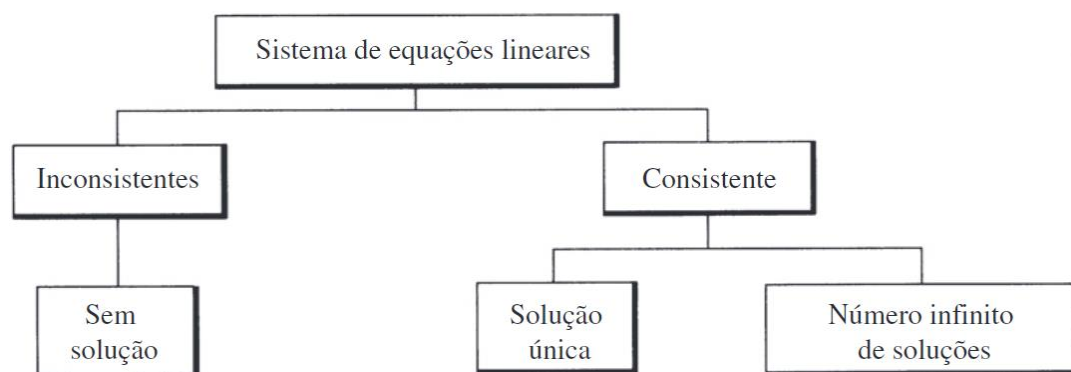 Sistema de equações lineares
Inconsistentes
Consistente
Sem
solução
Solução
única
Número infinito
de soluções